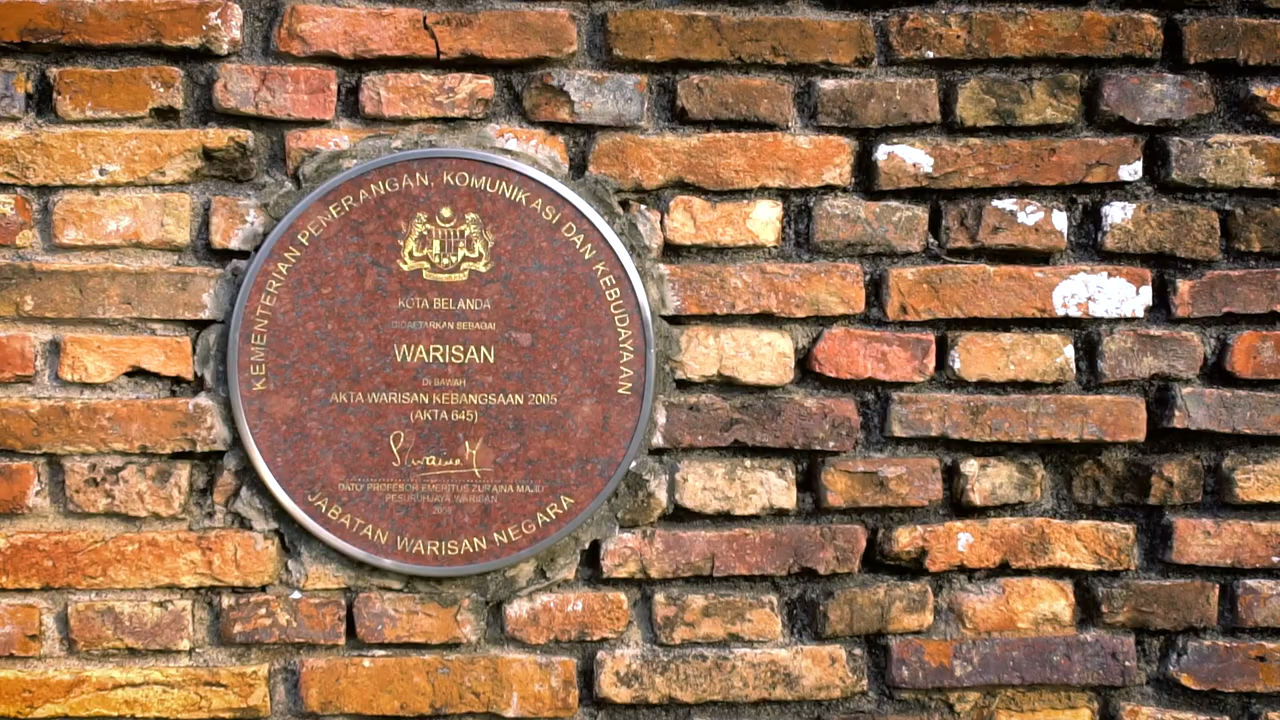 KEMENTERIAN PENERANGAN, KOMUNIKASI DAN KEBUDAYAAN
KOTA BELANDA
DIDAFTARKAN SEBAGAI
WARISAN
DI BAWAH
AKTA WARISAN KEBANGSAAN 2005
(AKTA 645)
DATO' PROFESOR EMERITUS ZURAINA MAJID
PESURUHJAYA WARISAN
JABATAN WARISAN NEGARA